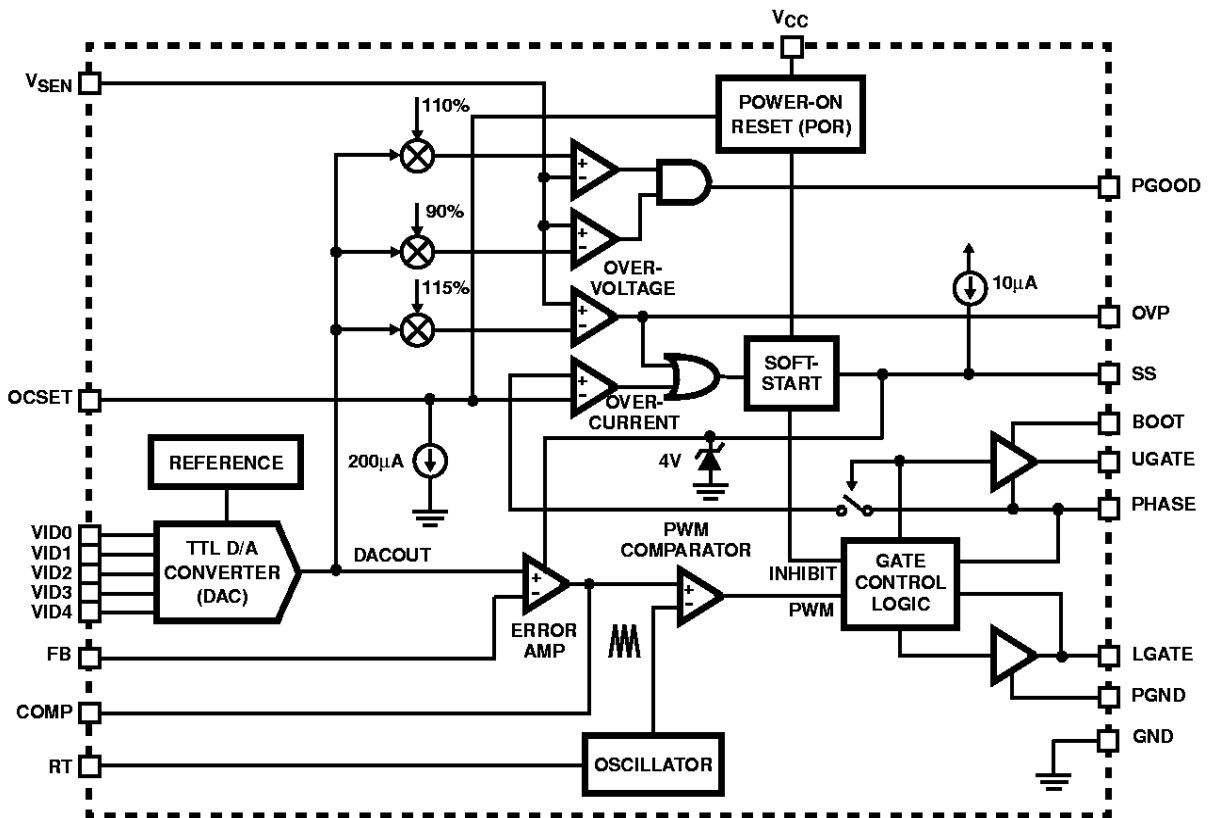 VCC
VSEN
110%
POWER-ON
RESET (POR)
+
−
PGOOD
90%
+
−
OVER-
VOLTAGE
10µA
115%
+
−
OVP
SOFT-
START
SS
OCSET
+
−
OVER-
CURRENT
BOOT
REFERENCE
200µA
4V
UGATE
PHASE
VID0
VID1
VID2
VID3
VID4
TTL D/A
CONVERTER
(DAC)
DACOUT
+
−
ERROR
AMP
PWM
COMPARATOR
+
−
INHIBIT
PWM
GATE
CONTROL
LOGIC
FB
LGATE
PGND
COMP
GND
RT
OSCILLATOR